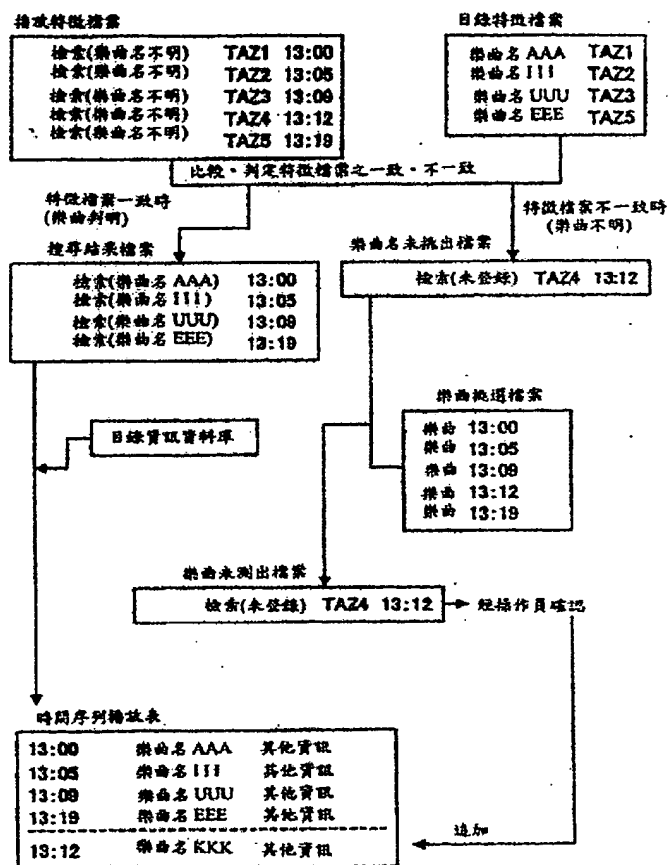 播放特徵檔案
檢索(樂曲名不明) TAZ1 13:00
檢索(樂曲名不明) TAZ2 13:05
檢索(樂曲名不明) TAZ3 13:09
檢索(樂曲名不明) TAZ4 13:12
檢索(樂曲名不明) TAZ5 13:19
目錄特徵檔案
樂曲名 AAA TAZ1
樂曲名 III TAZ2
樂曲名 UUU TAZ3
樂曲名 EEE TAZ5
比較・判定特徵檔案之一致・不一致
特徵檔案一致時
(樂曲判明)
特徵檔案不一致時
(樂曲不明)
搜尋結果檔案
檢索(樂曲名 AAA) 13:00
檢索(樂曲名 III) 13:05
檢索(樂曲名 UUU) 13:09
檢索(樂曲名 EEE) 13:19
樂曲名未挑出檔案
檢索(未登錄) TAZ4 13:12
目錄資訊資料庫
樂曲挑選檔案
樂曲 13:00
樂曲 13:05
樂曲 13:09
樂曲 13:12
樂曲 13:19
樂曲未測出檔案
檢索(未登錄) TAZ4 13:12
經操作員確認
時間序列播放表
13:00 樂曲名 AAA 其他資訊
13:05 樂曲名 III 其他資訊
13:09 樂曲名 UUU 其他資訊
13:19 樂曲名 EEE 其他資訊
13:12 樂曲名 KKK 其他資訊
追加